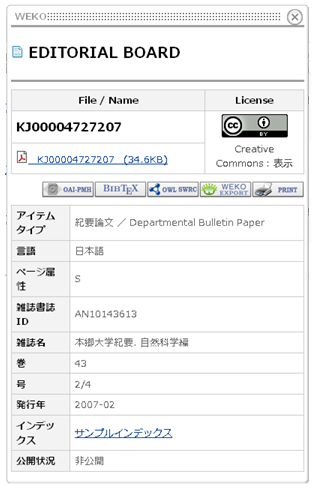 WEKO
EDITORIAL BOARD
File / Name
License
KJ00004727207
KJ00004727207 (34.6KB)
cc
BY
Creative
Commons : 表示
OAI-PMH
BIBTEX
OWL SWRC
WEKO
EXPORT
PRINT
アイテム
タイプ
紀要論文 ／ Departmental Bulletin Paper
言語
日本語
ページ属
性
S
雑誌書誌
ID
AN10143613
雑誌名
本郷大学紀要. 自然科学編
巻
43
号
2/4
発行年
2007-02
インデッ
クス
サンプルインデックス
公開状況
非公開